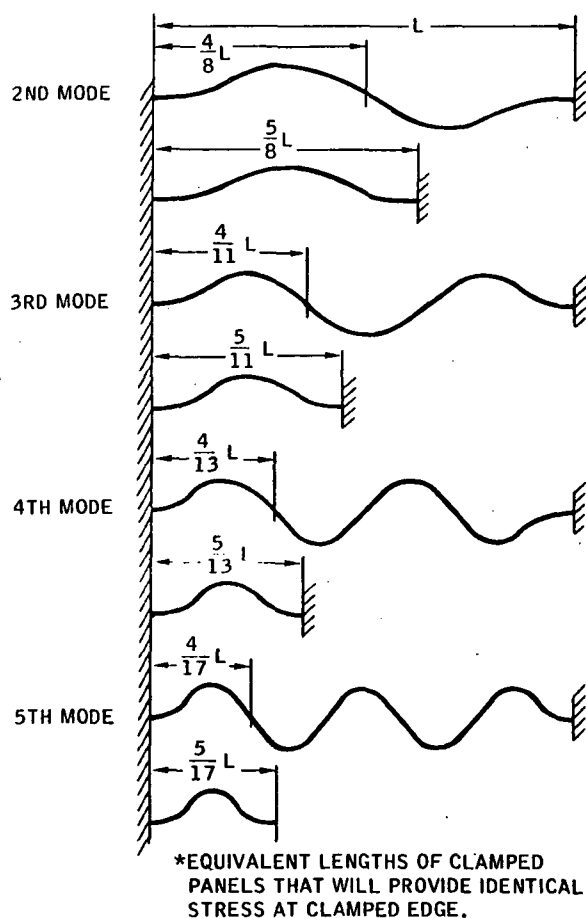 L
4/8 L
2ND MODE
5/8 L
4/11 L
3RD MODE
5/11 L
4/13 L
4TH MODE
5/13 L
4/17 L
5TH MODE
5/17 L
*EQUIVALENT LENGTHS OF CLAMPED
PANELS THAT WILL PROVIDE IDENTICAL
STRESS AT CLAMPED EDGE.